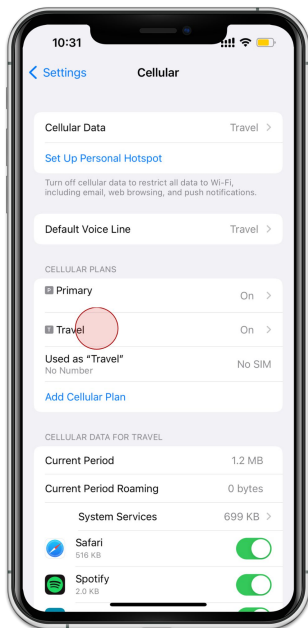 10:31
Settings
Cellular
Cellular Data
Travel
Set Up Personal Hotspot
Turn off cellular data to restrict all data to Wi-Fi,
including email, web browsing, and push notifications.
Default Voice Line
Travel
CELLULAR PLANS
P Primary
On
T Travel
On
Used as “Travel”
No Number
No SIM
Add Cellular Plan
CELLULAR DATA FOR TRAVEL
Current Period
1.2 MB
Current Period Roaming
0 bytes
System Services
699 KB
Safari
516 KB
Spotify
2.0 KB